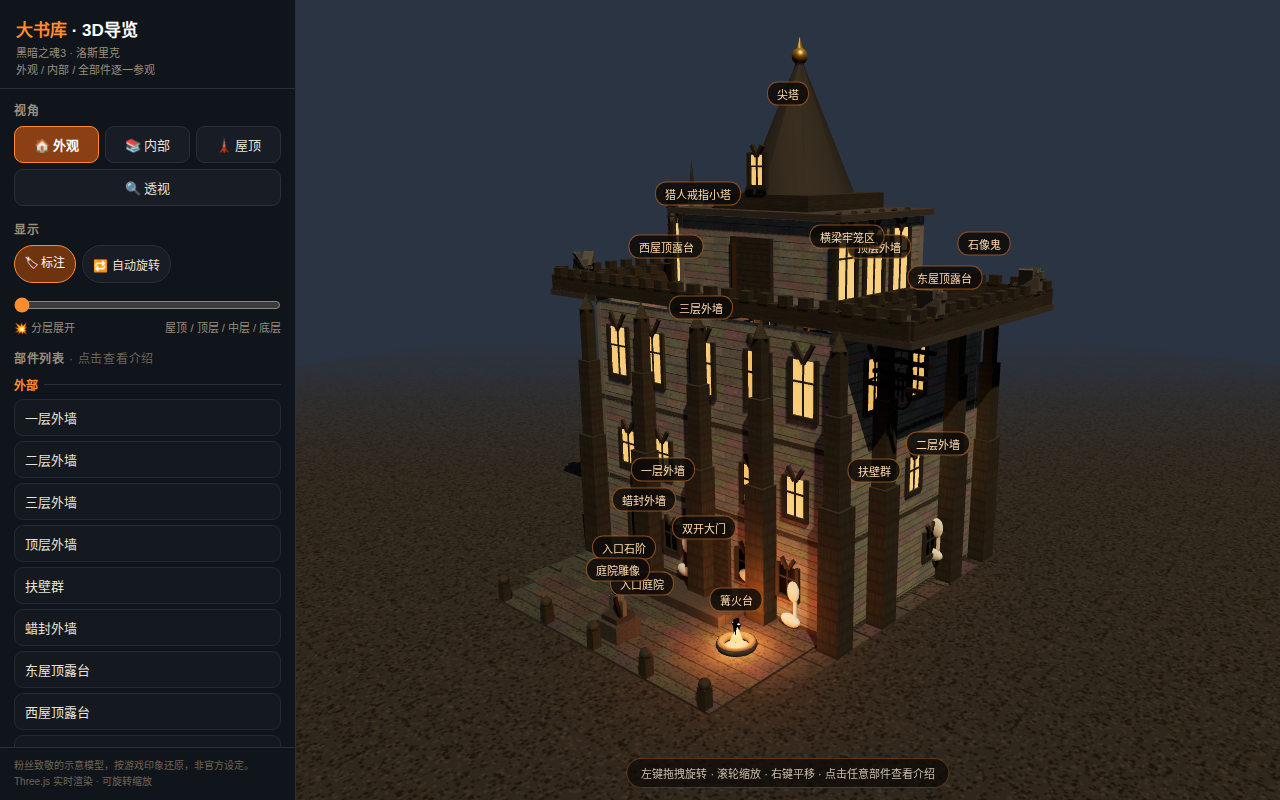 大书库 · 3D导览
黑暗之魂3 · 洛斯里克
外观 / 内部 / 全部件逐一参观
视角
🏠 外观
📚 内部
🗼 屋顶
🔍 透视
显示
🏷️ 标注
🔁 自动旋转
💥 分层展开
屋顶 / 顶层 / 中层 / 底层
部件列表 · 点击查看介绍
外部
一层外墙
二层外墙
三层外墙
顶层外墙
扶壁群
蜡封外墙
东屋顶露台
西屋顶露台
粉丝致敬的示意模型，按游戏印象还原，非官方设定。
Three.js 实时渲染 · 可旋转缩放
尖塔
猎人戒指小塔
西屋顶露台
横梁牢笼区
顶层外墙
石像鬼
东屋顶露台
三层外墙
二层外墙
一层外墙
扶壁群
蜡封外墙
双开大门
入口石阶
庭院雕像
入口庭院
篝火台
左键拖拽旋转 · 滚轮缩放 · 右键平移 · 点击任意部件查看介绍